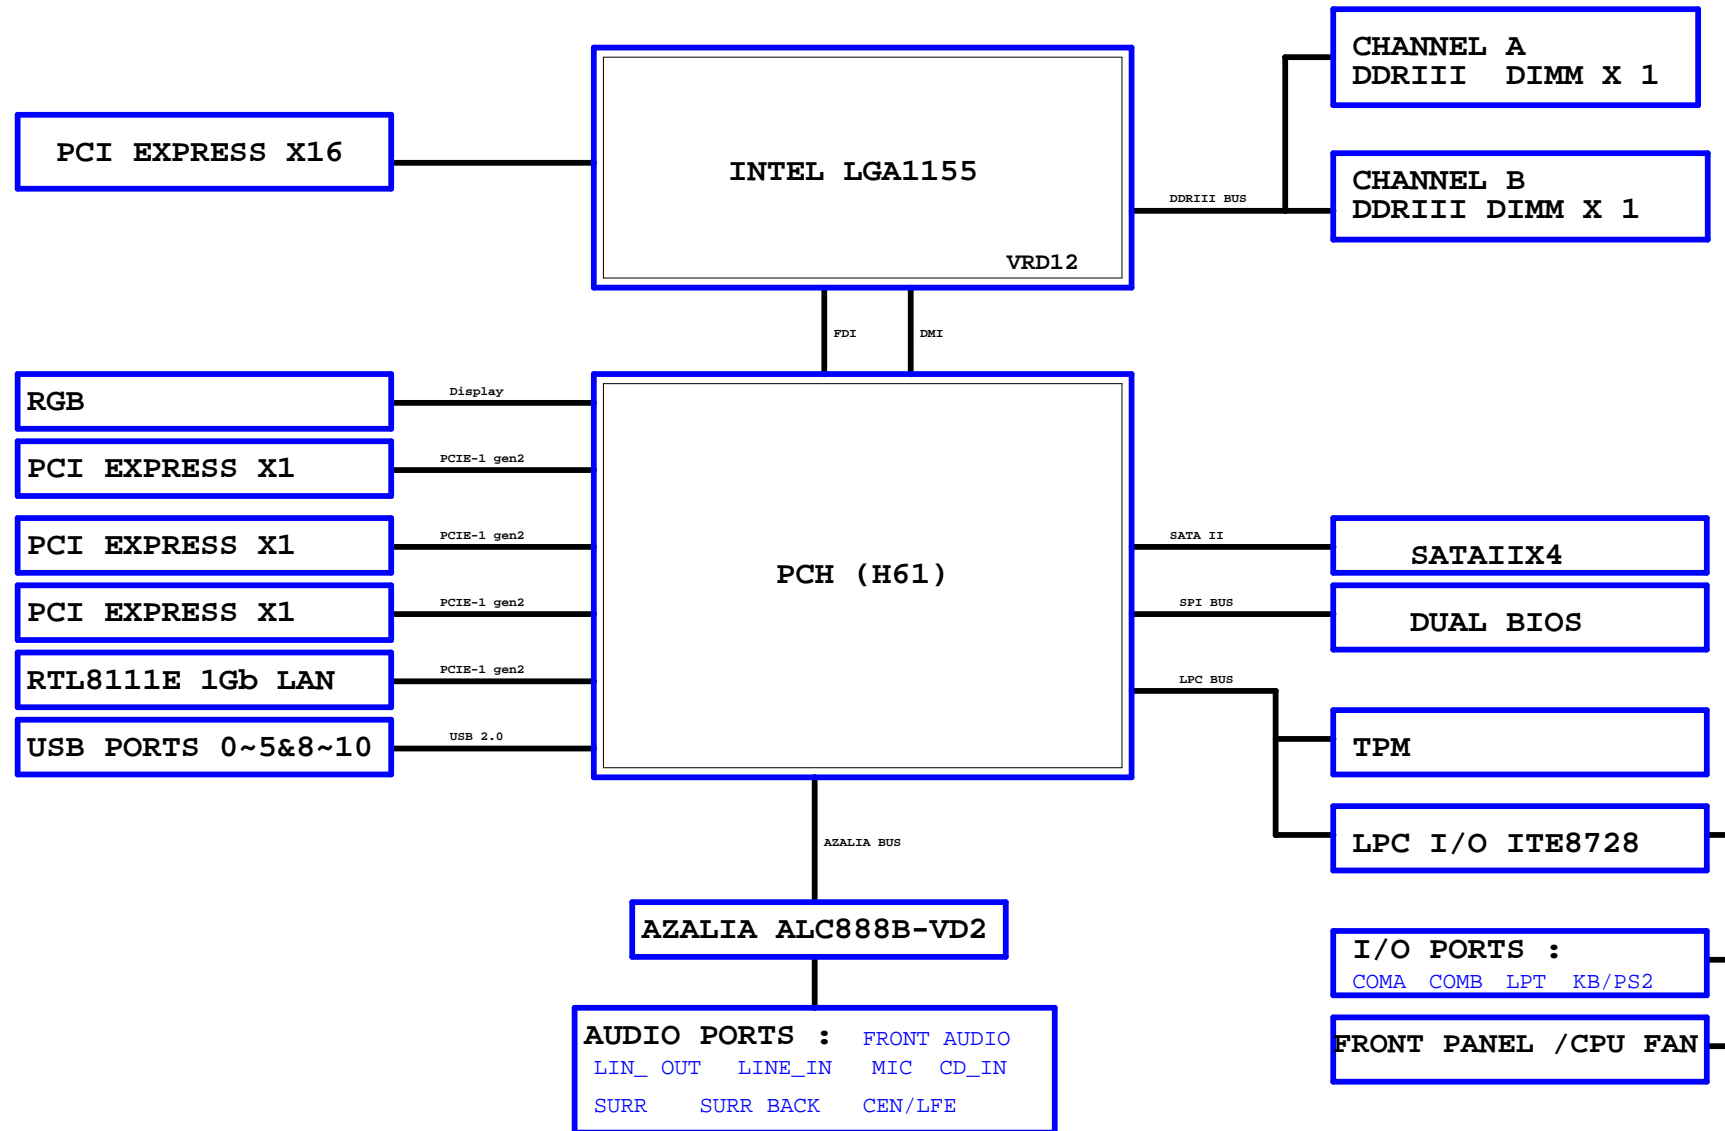 CHANNEL A
DDRIII DIMM X 1
PCI EXPRESS X16
INTEL LGA1155
VRD12
DDRIII BUS
CHANNEL B
DDRIII DIMM X 1
FDI
DMI
RGB
Display
PCI EXPRESS X1
PCIE-1 gen2
PCI EXPRESS X1
PCIE-1 gen2
PCI EXPRESS X1
PCIE-1 gen2
RTL8111E 1Gb LAN
PCIE-1 gen2
USB PORTS 0~5&8~10
USB 2.0
PCH (H61)
SATA II
SATAIIX4
SPI BUS
DUAL BIOS
LPC BUS
TPM
LPC I/O ITE8728
AZALIA BUS
AZALIA ALC888B-VD2
I/O PORTS :
COMA COMB LPT KB/PS2
FRONT PANEL /CPU FAN
AUDIO PORTS : FRONT AUDIO
LIN_ OUT LINE_IN MIC CD_IN
SURR SURR BACK CEN/LFE